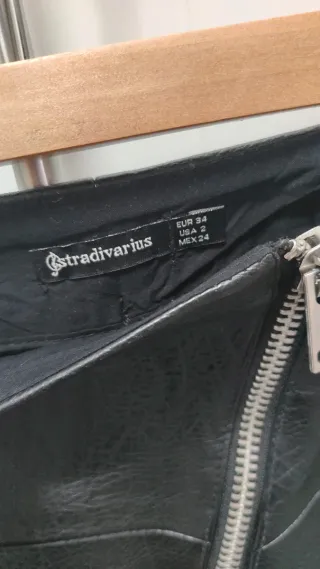 stradivarius
EUR 34
USA 2
MEX 24